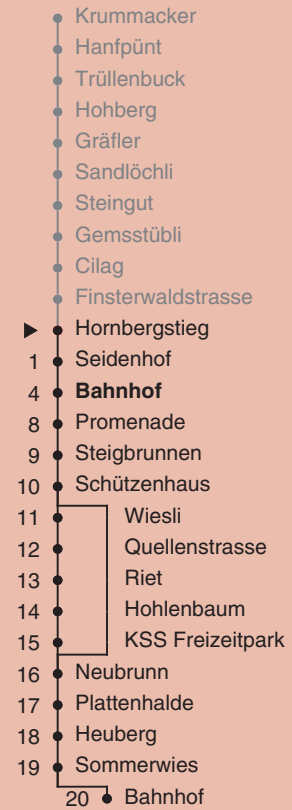 Krummacker
Hanfpünt
Trüllenbuck
Hohberg
Gräfler
Sandlöchli
Steingut
Gemsstübli
Cilag
Finsterwaldstrasse
Hornbergstieg
1 Seidenhof
4 Bahnhof
8 Promenade
9 Steigbrunnen
10 Schützenhaus
11 Wiesli
12 Quellenstrasse
13 Riet
14 Hohlenbaum
15 KSS Freizeitpark
16 Neubrunn
17 Plattenhalde
18 Heuberg
19 Sommerwies
20 Bahnhof